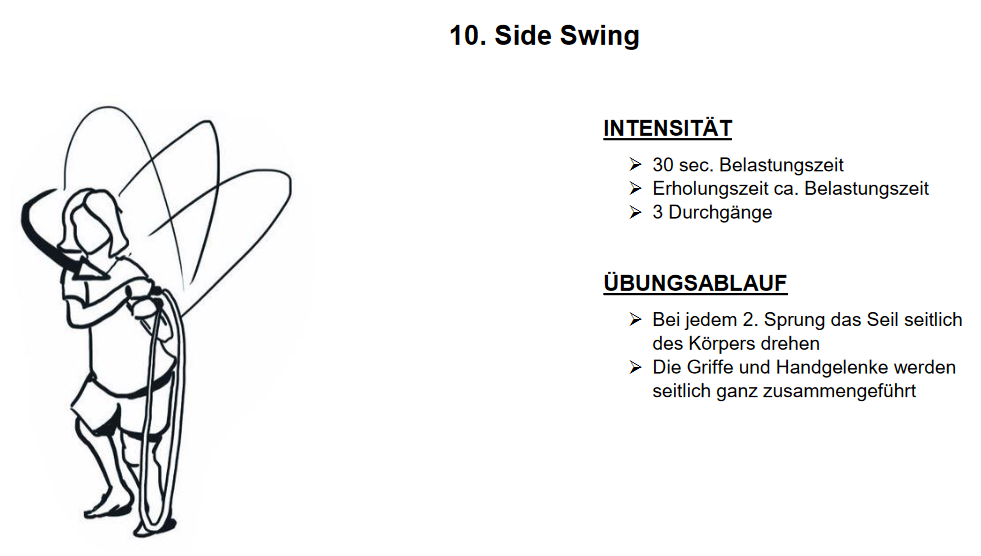 10. Side Swing
INTENSITÄT
➢ 30 sec. Belastungszeit
➢ Erholungszeit ca. Belastungszeit
➢ 3 Durchgänge
ÜBUNGSABLAUF
➢ Bei jedem 2. Sprung das Seil seitlich
des Körpers drehen
➢ Die Griffe und Handgelenke werden
seitlich ganz zusammengeführt